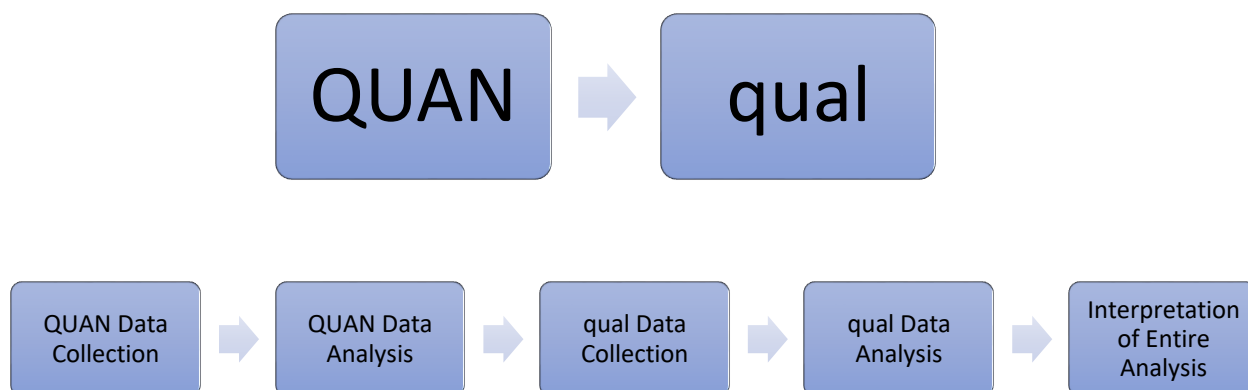 QUAN
qual
QUAN Data
Collection
QUAN Data
Analysis
qual Data
Collection
qual Data
Analysis
Interpretation
of Entire
Analysis